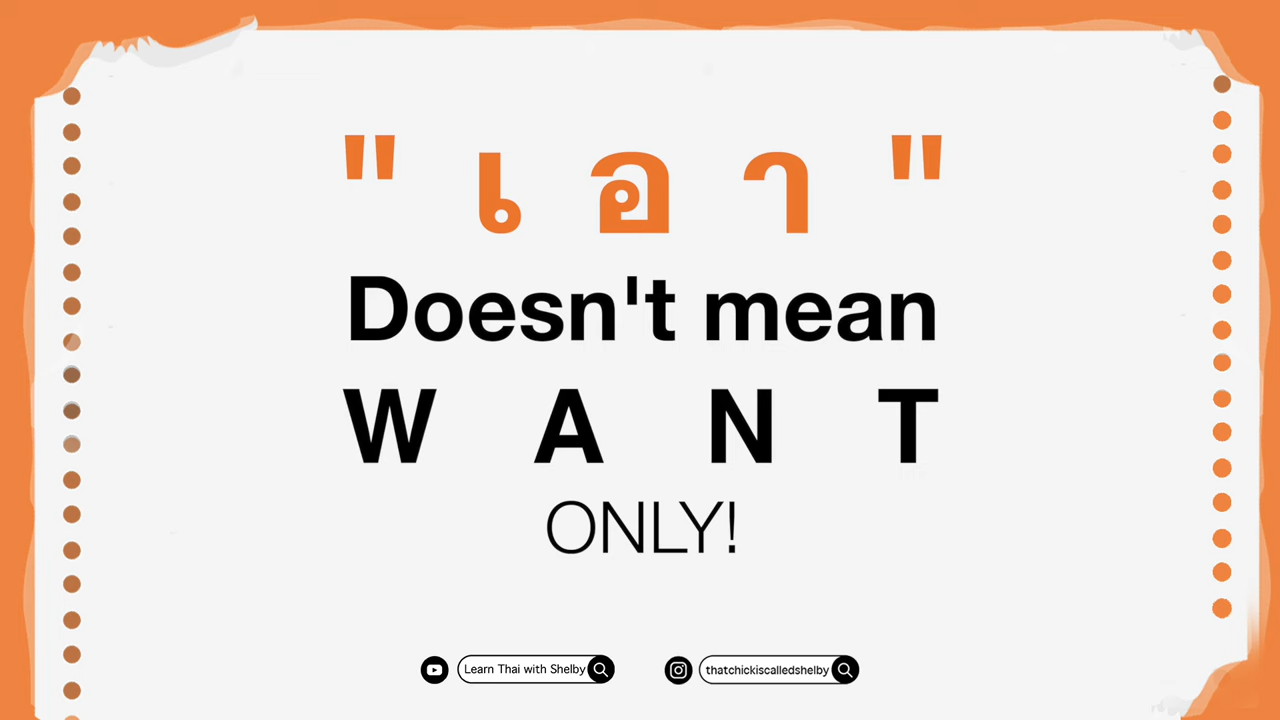 "เอา"
Doesn't mean
WANT
ONLY!
Learn Thai with Shelby
thatchickiscalledshelby